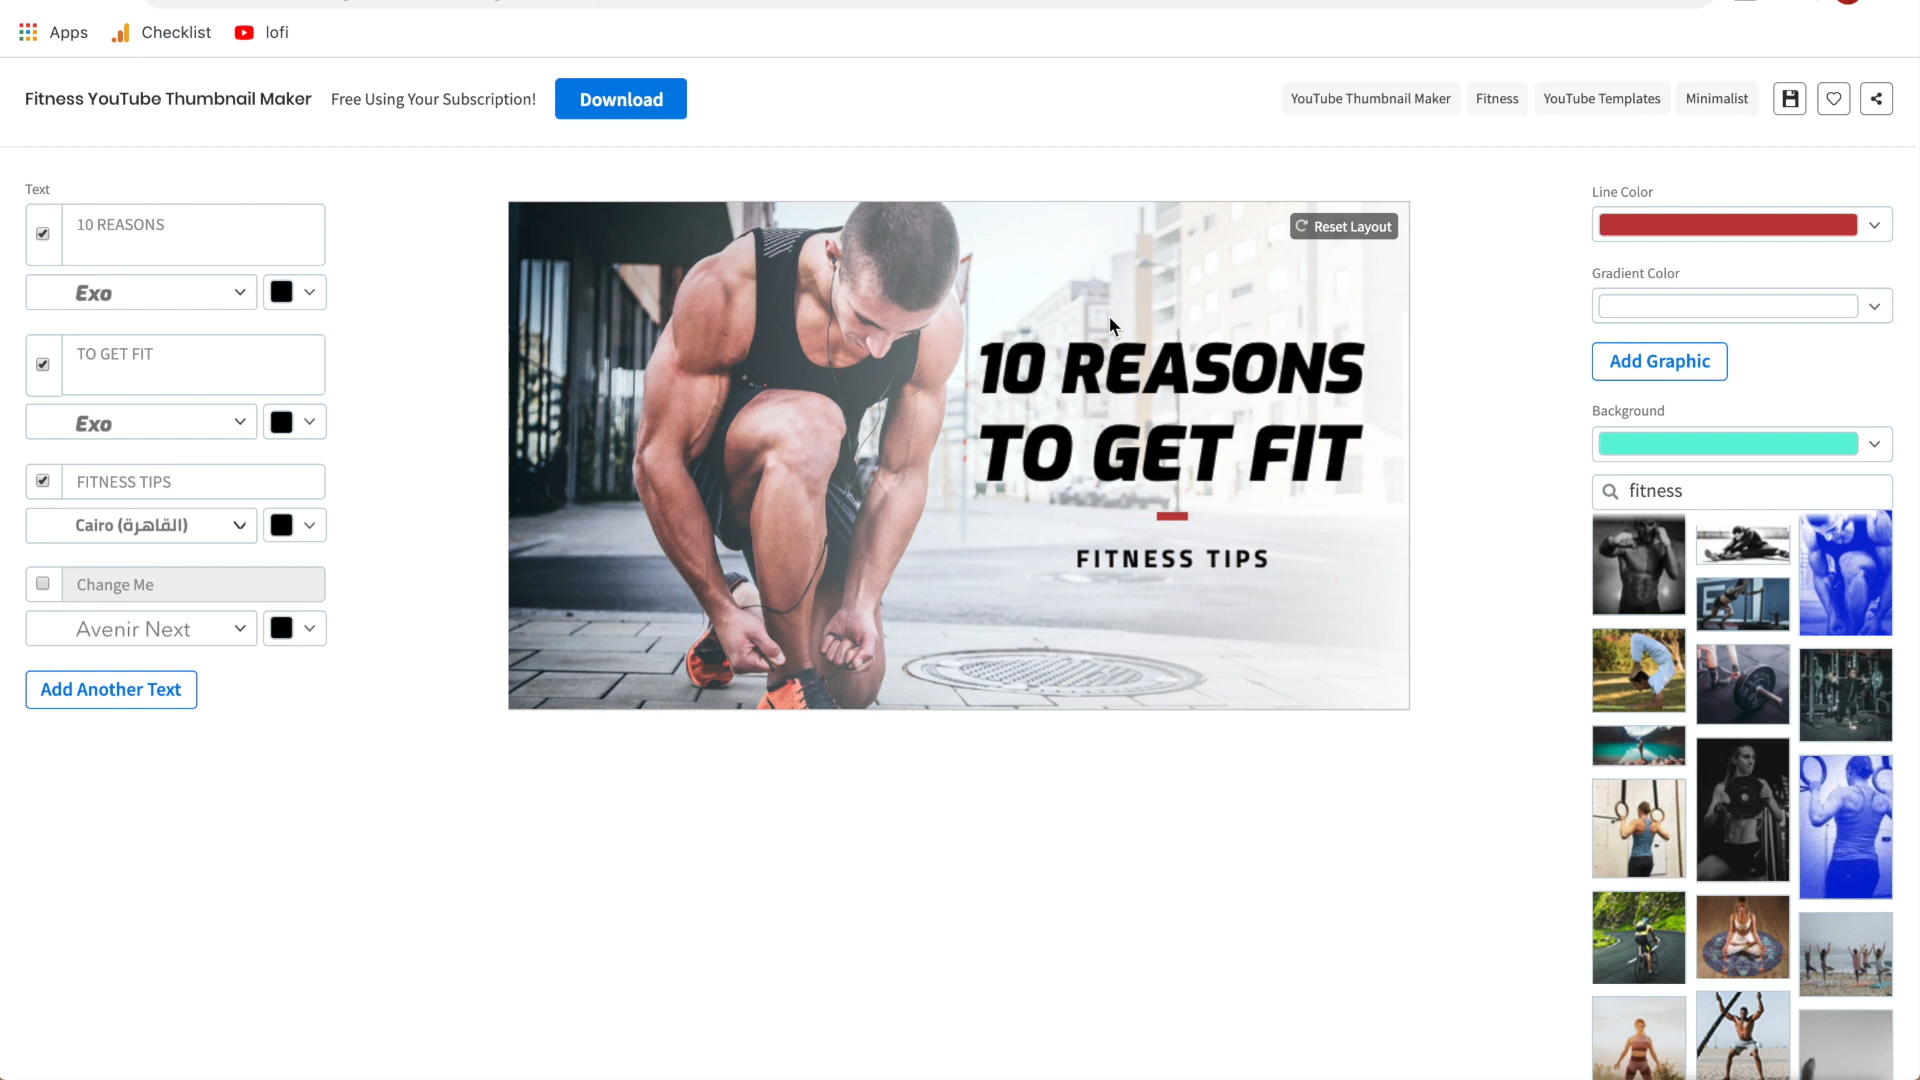 Apps Checklist lofi
Fitness YouTube Thumbnail Maker Free Using Your Subscription! Download YouTube Thumbnail Maker Fitness YouTube Templates Minimalist
Text
10 REASONS
Exo
TO GET FIT
Exo
FITNESS TIPS
Cairo (القاهرة)
Change Me
Avenir Next
Add Another Text
Reset Layout
10 REASONS
TO GET FIT
FITNESS TIPS
Line Color
Gradient Color
Add Graphic
Background
fitness